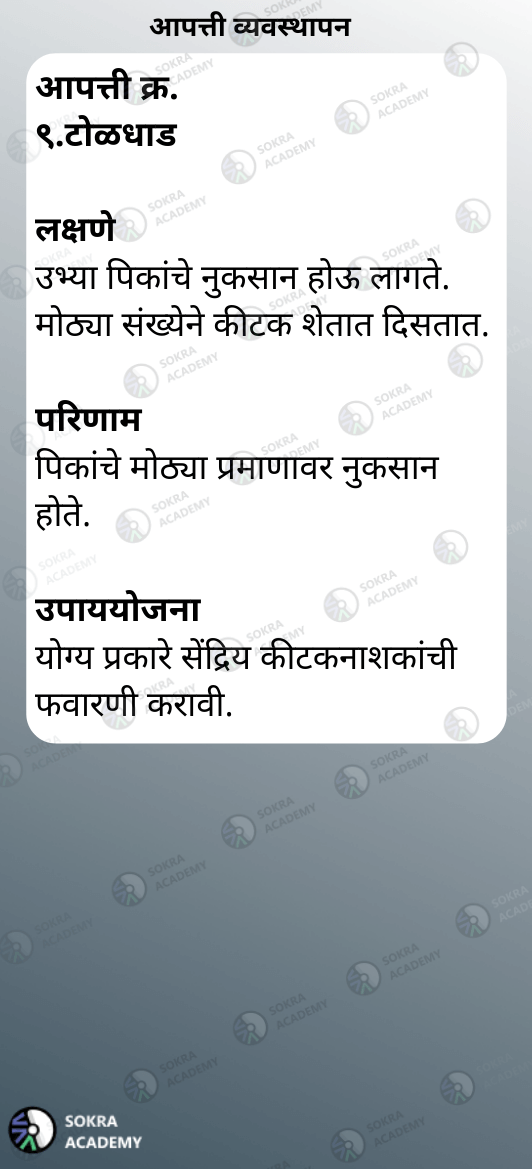 आपत्ती व्यवस्थापन
आपत्ती क्र.
९.टोळधाड
लक्षणे
उभ्या पिकांचे नुकसान होऊ लागते.
मोठ्या संख्येने कीटक शेतात दिसतात.
परिणाम
पिकांचे मोठ्या प्रमाणावर नुकसान
होते.
उपाययोजना
योग्य प्रकारे सेंद्रिय कीटकनाशकांची
फवारणी करावी.
SOKRA
ACADEMY